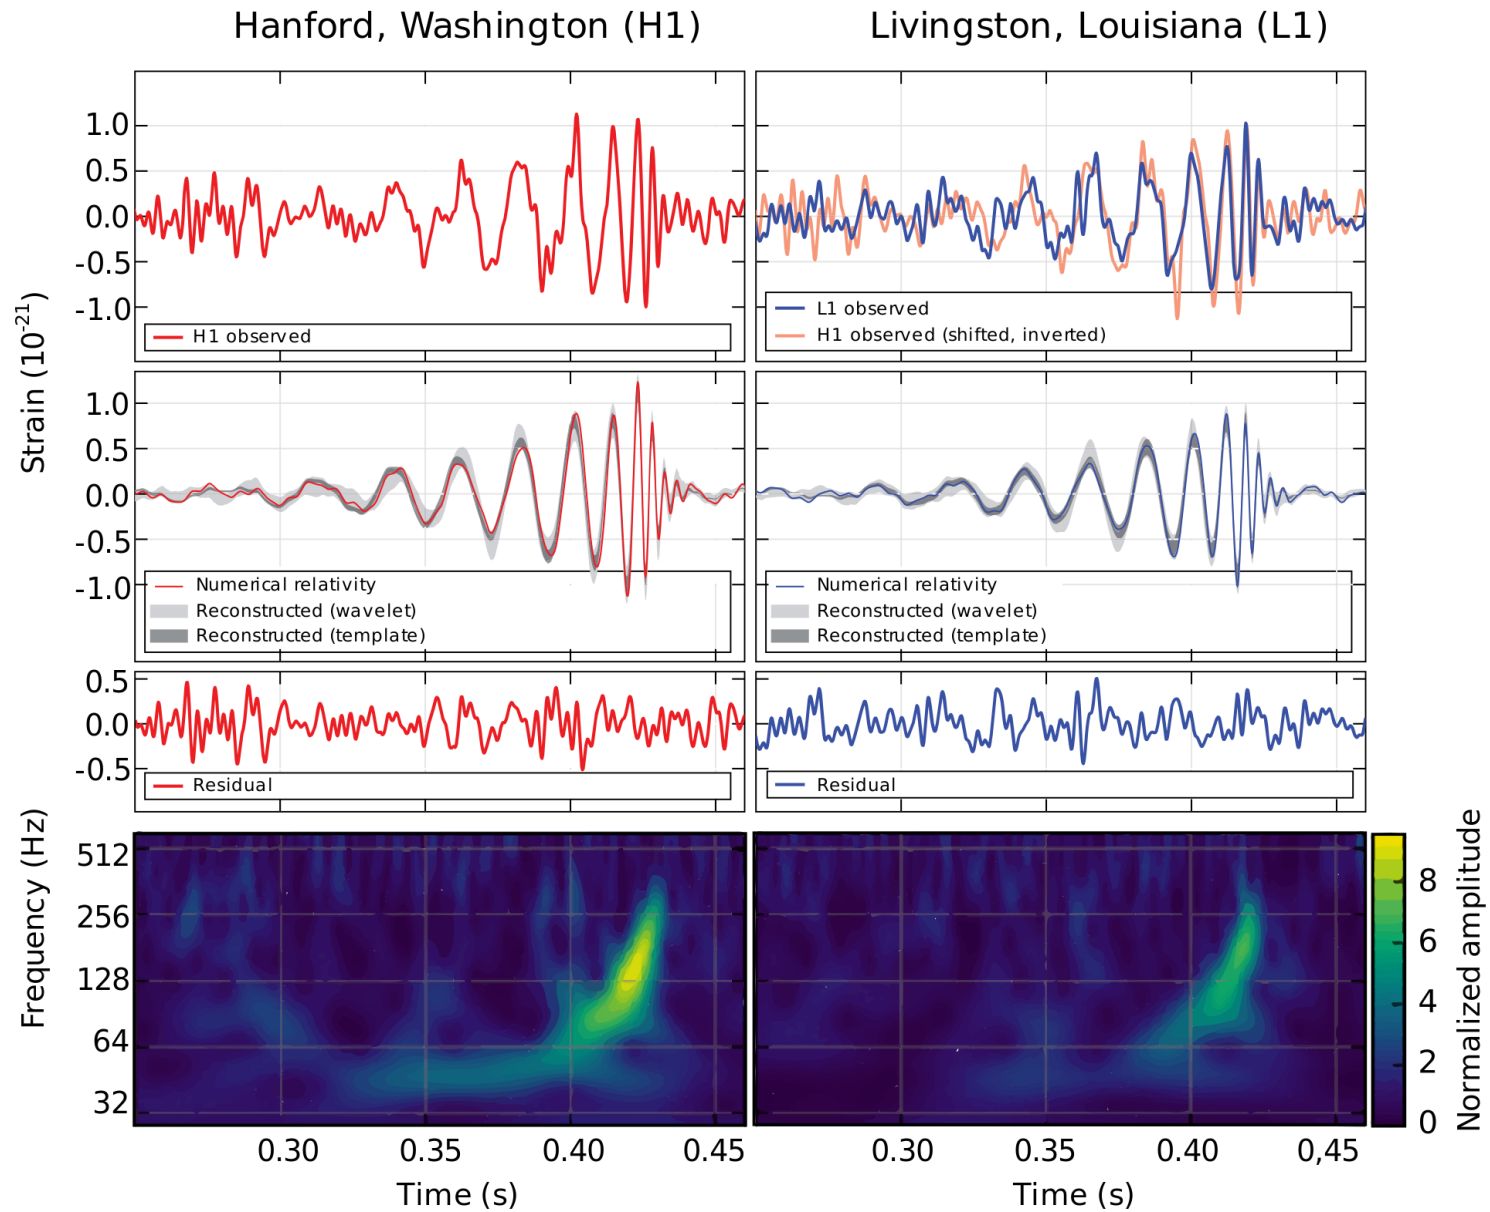 Hanford, Washington (H1)
Livingston, Louisiana (L1)
Strain (10-21)
1.0
0.5
0.0
-0.5
-1.0
H1 observed
L1 observed
H1 observed (shifted, inverted)
1.0
0.5
0.0
-0.5
-1.0
Numerical relativity
Reconstructed (wavelet)
Reconstructed (template)
Numerical relativity
Reconstructed (wavelet)
Reconstructed (template)
0.5
0.0
-0.5
Residual
Residual
Frequency (Hz)
512
256
128
64
32
8
6
4
2
0
Normalized amplitude
0.30
0.35
0.40
0.45
0.30
0.35
0.40
0,45
Time (s)
Time (s)